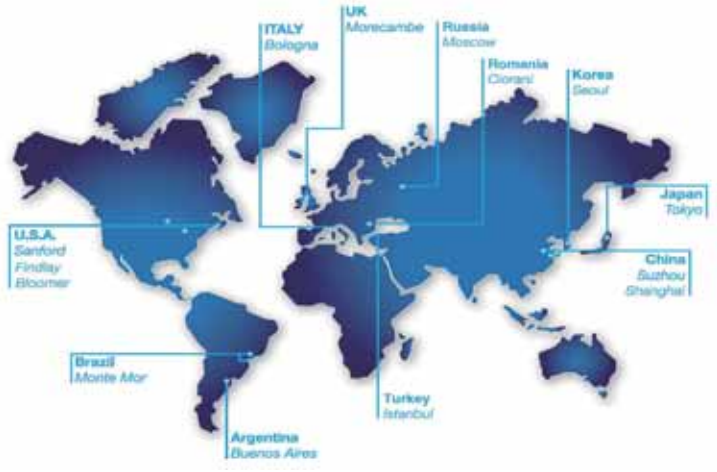 UK
Morecambe
ITALY
Bologna
Russia
Moscow
Romania
Ciorani
Korea
Seoul
Japan
Tokyo
U.S.A.
Sanford
Findlay
Bloomer
China
Suzhou
Shanghai
Brazil
Monte Mor
Turkey
Istanbul
Argentina
Buenos Aires